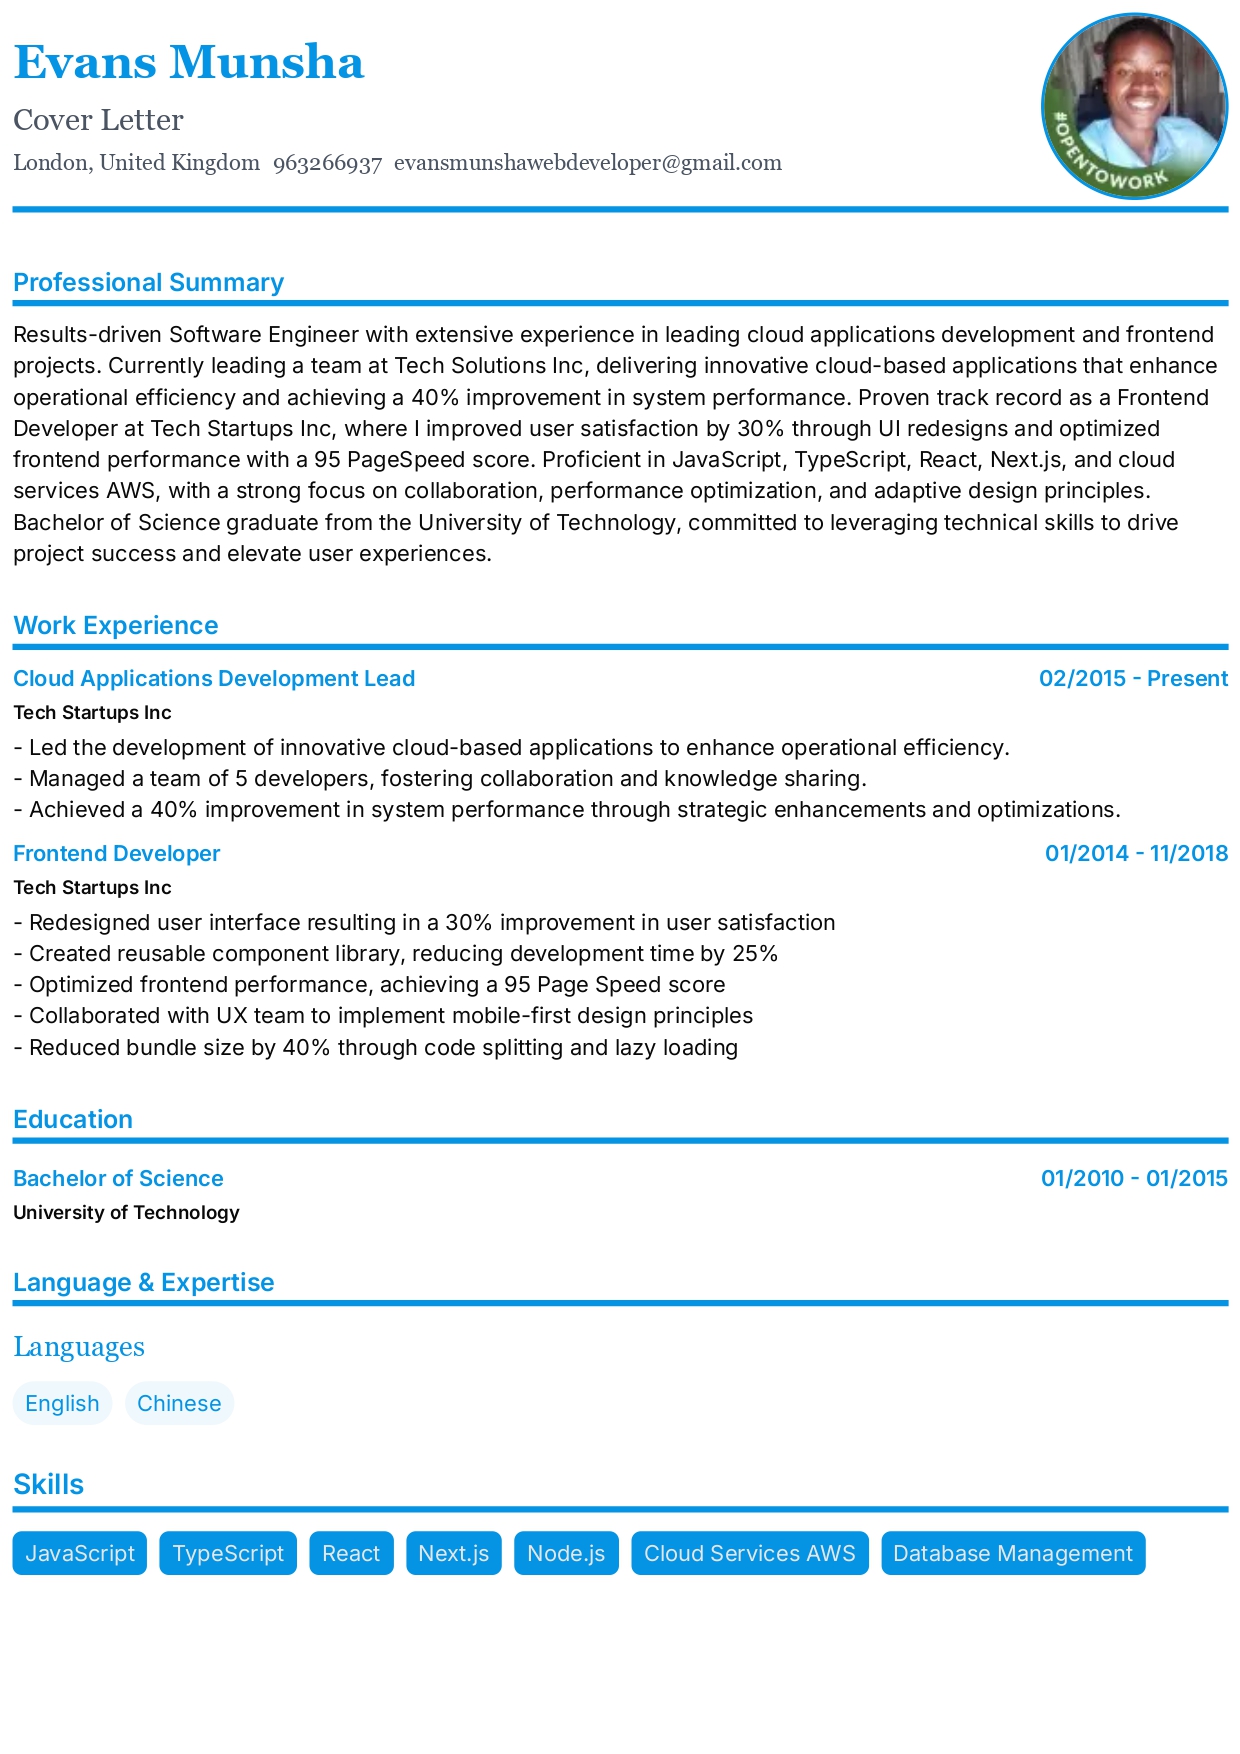 Evans Munsha
Cover Letter
London, United Kingdom 963266937 evansmunshawebdeveloper@gmail.com
#OPENTOWORK
Professional Summary
Results-driven Software Engineer with extensive experience in leading cloud applications development and frontend
projects. Currently leading a team at Tech Solutions Inc, delivering innovative cloud-based applications that enhance
operational efficiency and achieving a 40% improvement in system performance. Proven track record as a Frontend
Developer at Tech Startups Inc, where I improved user satisfaction by 30% through UI redesigns and optimized
frontend performance with a 95 PageSpeed score. Proficient in JavaScript, TypeScript, React, Next.js, and cloud
services AWS, with a strong focus on collaboration, performance optimization, and adaptive design principles.
Bachelor of Science graduate from the University of Technology, committed to leveraging technical skills to drive
project success and elevate user experiences.
Work Experience
Cloud Applications Development Lead 02/2015 - Present
Tech Startups Inc
- Led the development of innovative cloud-based applications to enhance operational efficiency.
- Managed a team of 5 developers, fostering collaboration and knowledge sharing.
- Achieved a 40% improvement in system performance through strategic enhancements and optimizations.
Frontend Developer 01/2014 - 11/2018
Tech Startups Inc
- Redesigned user interface resulting in a 30% improvement in user satisfaction
- Created reusable component library, reducing development time by 25%
- Optimized frontend performance, achieving a 95 Page Speed score
- Collaborated with UX team to implement mobile-first design principles
- Reduced bundle size by 40% through code splitting and lazy loading
Education
Bachelor of Science 01/2010 - 01/2015
University of Technology
Language & Expertise
Languages
English Chinese
Skills
JavaScript TypeScript React Next.js Node.js Cloud Services AWS Database Management